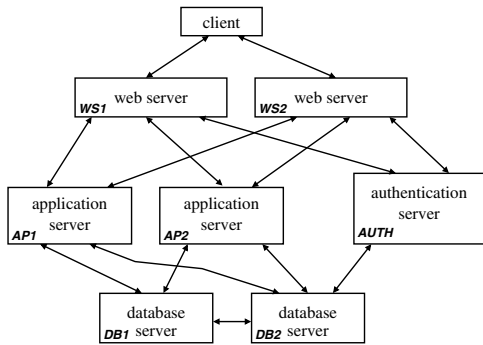 client
web server
WS1
web server
WS2
application
server
AP1
application
server
AP2
authentication
server
AUTH
database
server
DB1
database
server
DB2